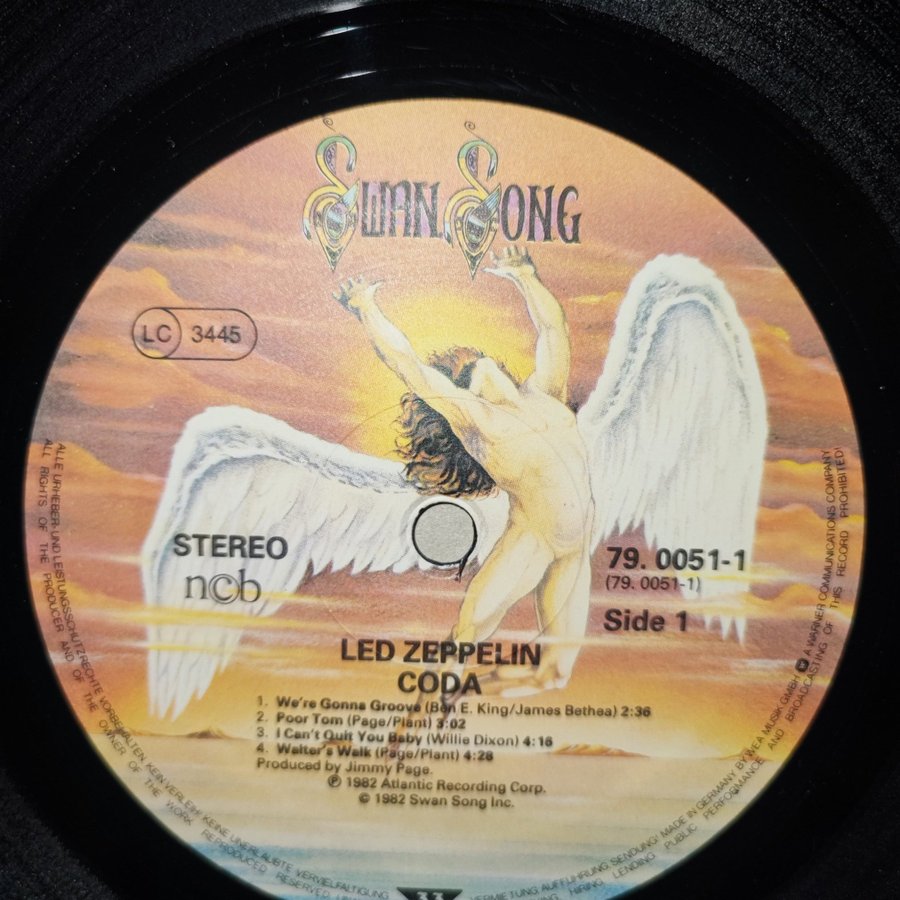 SWAN SONG
LC 3445
STEREO
ncb
79. 0051-1
(79. 0051-1)
Side 1
LED ZEPPELIN
CODA
1. We're Gonna Groove (Ben E. King/James Bethea) 2:36
2. Poor Tom (Page/Plant) 3:02
3. I Can't Quit You Baby (Willie Dixon) 4:16
4. Walter's Walk (Page/Plant) 4:28
Produced by Jimmy Page.
℗ 1982 Atlantic Recording Corp.
© 1982 Swan Song Inc.
ALLE URHEBER- UND LEISTUNGSSCHUTZRECHTE VORBEHALTEN. KEIN VERLEIH! KEINE UNERLAUBTE VERVIELFÄLTIGUNG VERMIETUNG AUFFÜHRUNG SENDUNG! MADE IN GERMANY BY WEA MUSIK GMBH A WARNER COMMUNICATIONS COMPANY
ALL RIGHTS OF THE PRODUCER AND OF THE OWNER OF THE WORK REPRODUCED RESERVED HIRING, LENDING PUBLIC PERFORMANCE AND BROADCASTING OF THIS RECORD PROHIBITED!
33